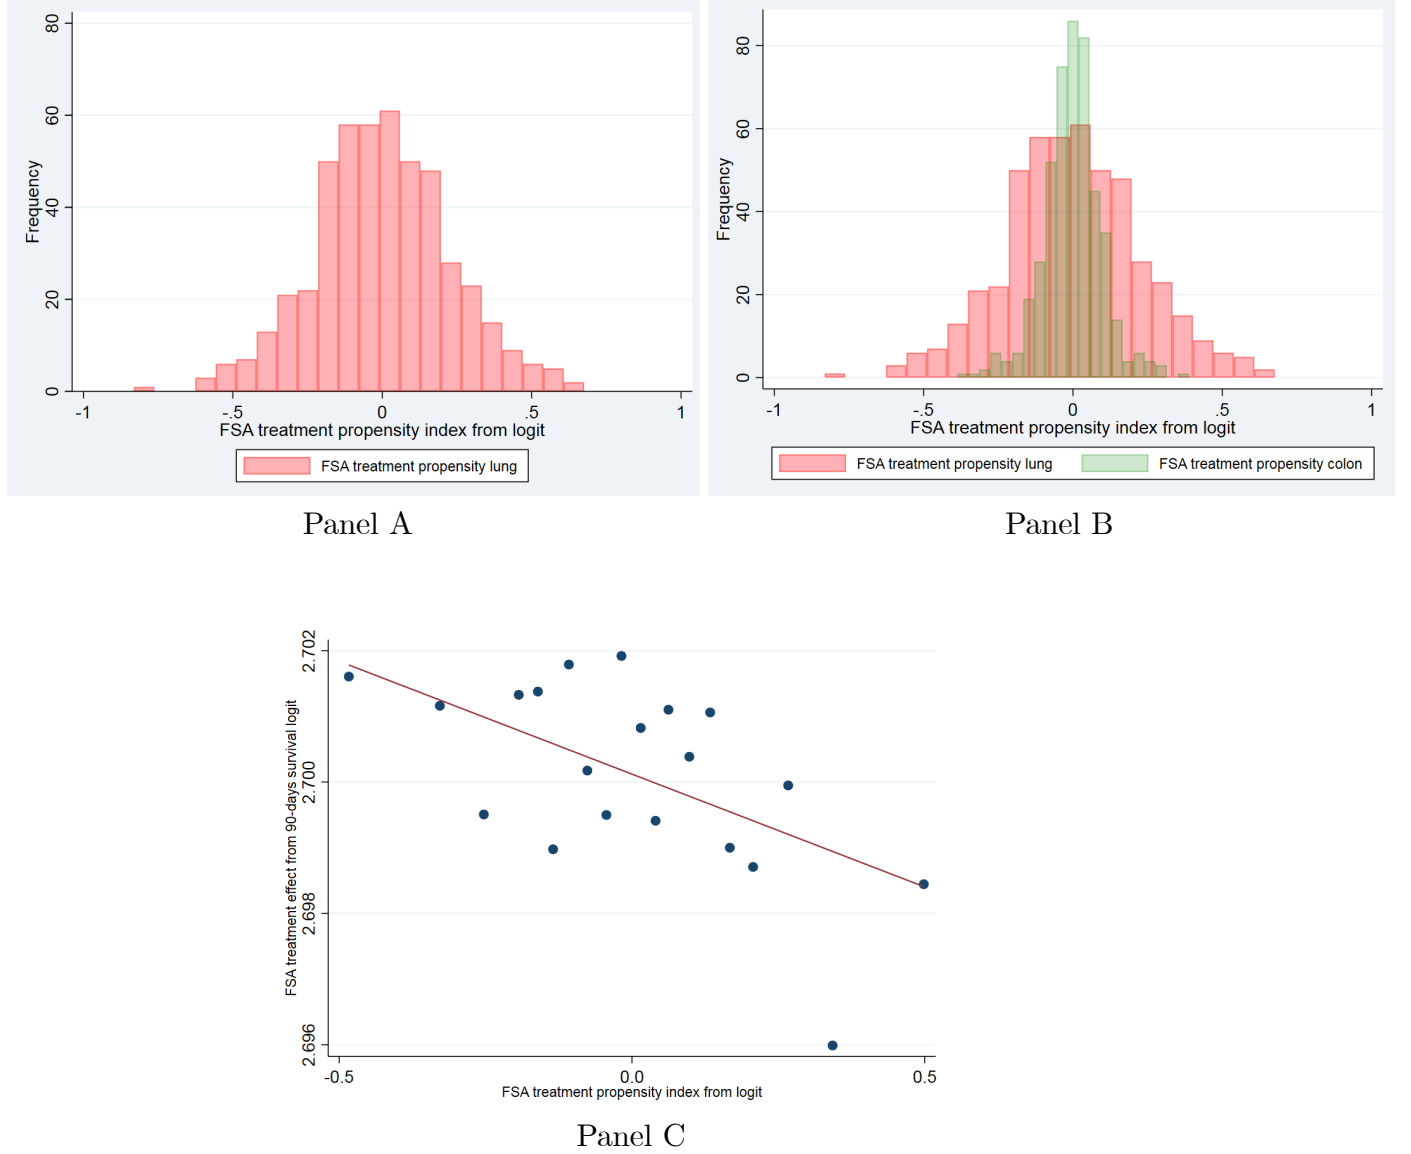 80
60
40
20
0
Frequency
-1
-.5
0
.5
1
FSA treatment propensity index from logit
FSA treatment propensity lung
Panel A
80
60
40
20
0
Frequency
-1
-.5
0
.5
1
FSA treatment propensity index from logit
FSA treatment propensity lung
FSA treatment propensity colon
Panel B
2.702
2.700
2.698
2.696
FSA treatment effect from 90-days survival logit
-0.5
0.0
0.5
FSA treatment propensity index from logit
Panel C